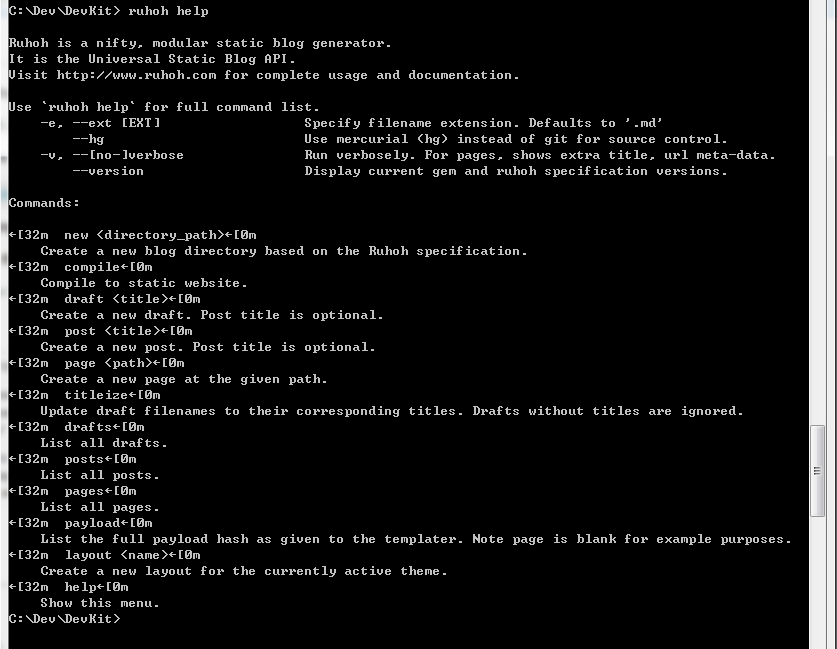 C:\Dev\DevKit> ruhoh help
Ruhoh is a nifty, modular static blog generator.
It is the Universal Static Blog API.
Visit http://www.ruhoh.com for complete usage and documentation.
Use `ruhoh help` for full command list.
-e, --ext [EXT] Specify filename extension. Defaults to '.md'
--hg Use mercurial (hg) instead of git for source control.
-v, --[no-]verbose Run verbosely. For pages, shows extra title, url meta-data.
--version Display current gem and ruhoh specification versions.
Commands:
←[32m  new <directory_path>←[0m
Create a new blog directory based on the Ruhoh specification.
←[32m  compile←[0m
Compile to static website.
←[32m  draft <title>←[0m
Create a new draft. Post title is optional.
←[32m  post <title>←[0m
Create a new post. Post title is optional.
←[32m  page <path>←[0m
Create a new page at the given path.
←[32m  titleize←[0m
Update draft filenames to their corresponding titles. Drafts without titles are ignored.
←[32m  drafts←[0m
List all drafts.
←[32m  posts←[0m
List all posts.
←[32m  pages←[0m
List all pages.
←[32m  payload←[0m
List the full payload hash as given to the templater. Note page is blank for example purposes.
←[32m  layout <name>←[0m
Create a new layout for the currently active theme.
←[32m  help←[0m
Show this menu.
C:\Dev\DevKit>